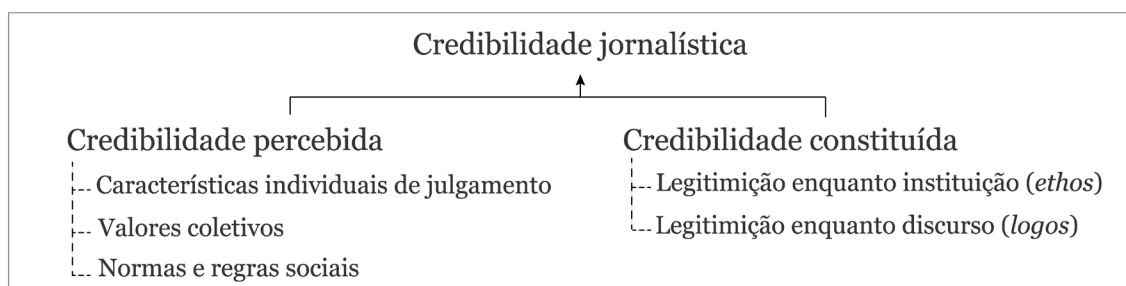 Credibilidade jornalística
Credibilidade percebida
Características individuais de julgamento
Valores coletivos
Normas e regras sociais
Credibilidade constituída
Legitimição enquanto instituição (ethos)
Legitimição enquanto discurso (logos)